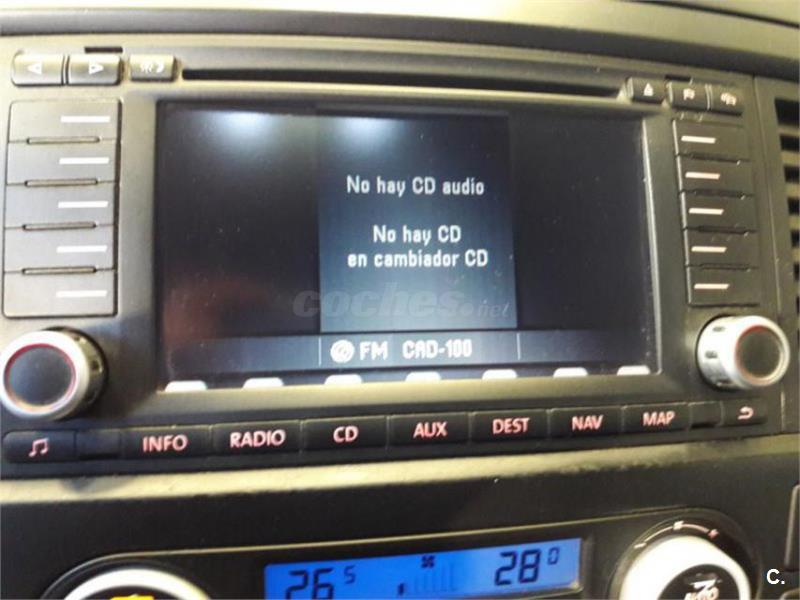 No hay CD audio
No hay CD
en cambiador CD
coches.net
FM CAD-100
INFO RADIO CD AUX DEST NAV MAP
26 5 28 0
AUTO
C.